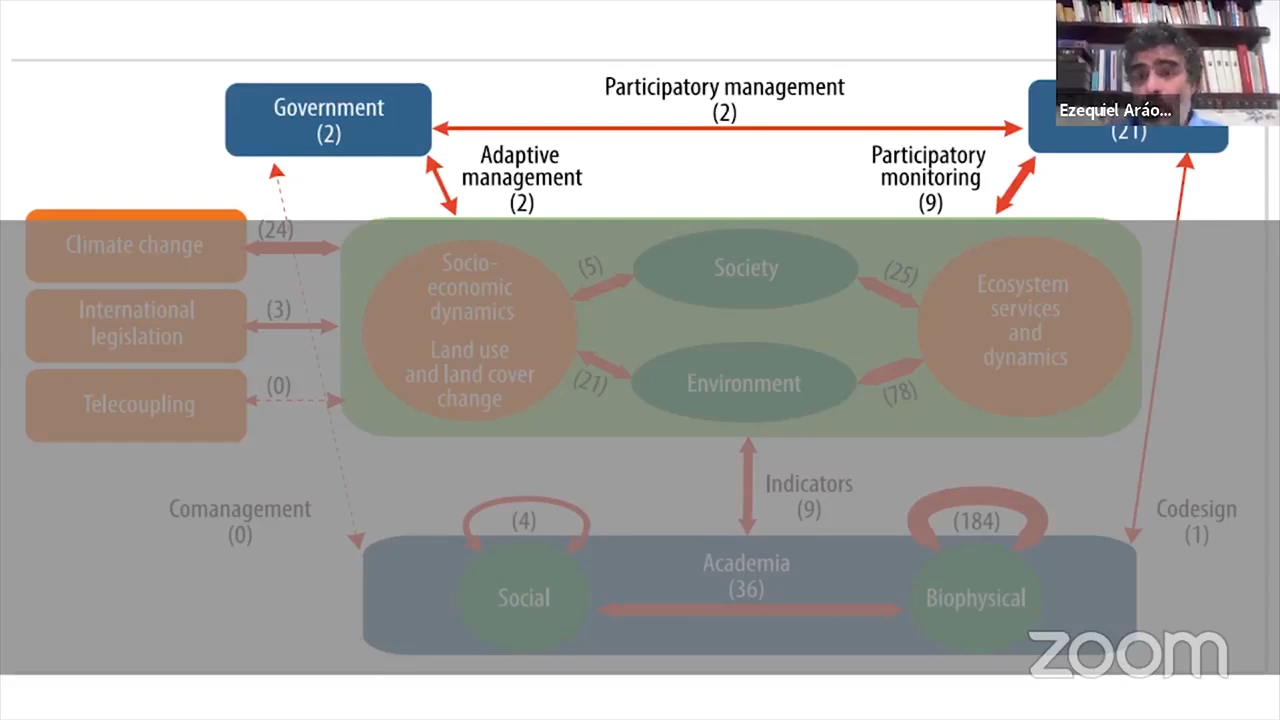 Participatory management
(2)
Government
(2)
Ezequiel Aráo...
(21)
Adaptive
management
(2)
Participatory
monitoring
(9)
Climate change
(24)
International
legislation
(3)
Telecoupling
(0)
Socio-
economic
dynamics
Land use
and land cover
change
(5)
Society
(25)
(21)
Environment
(78)
Ecosystem
services
and
dynamics
Comanagement
(0)
Indicators
(9)
Codesign
(1)
(4)
(184)
Academia
(36)
Social
Biophysical
zoom